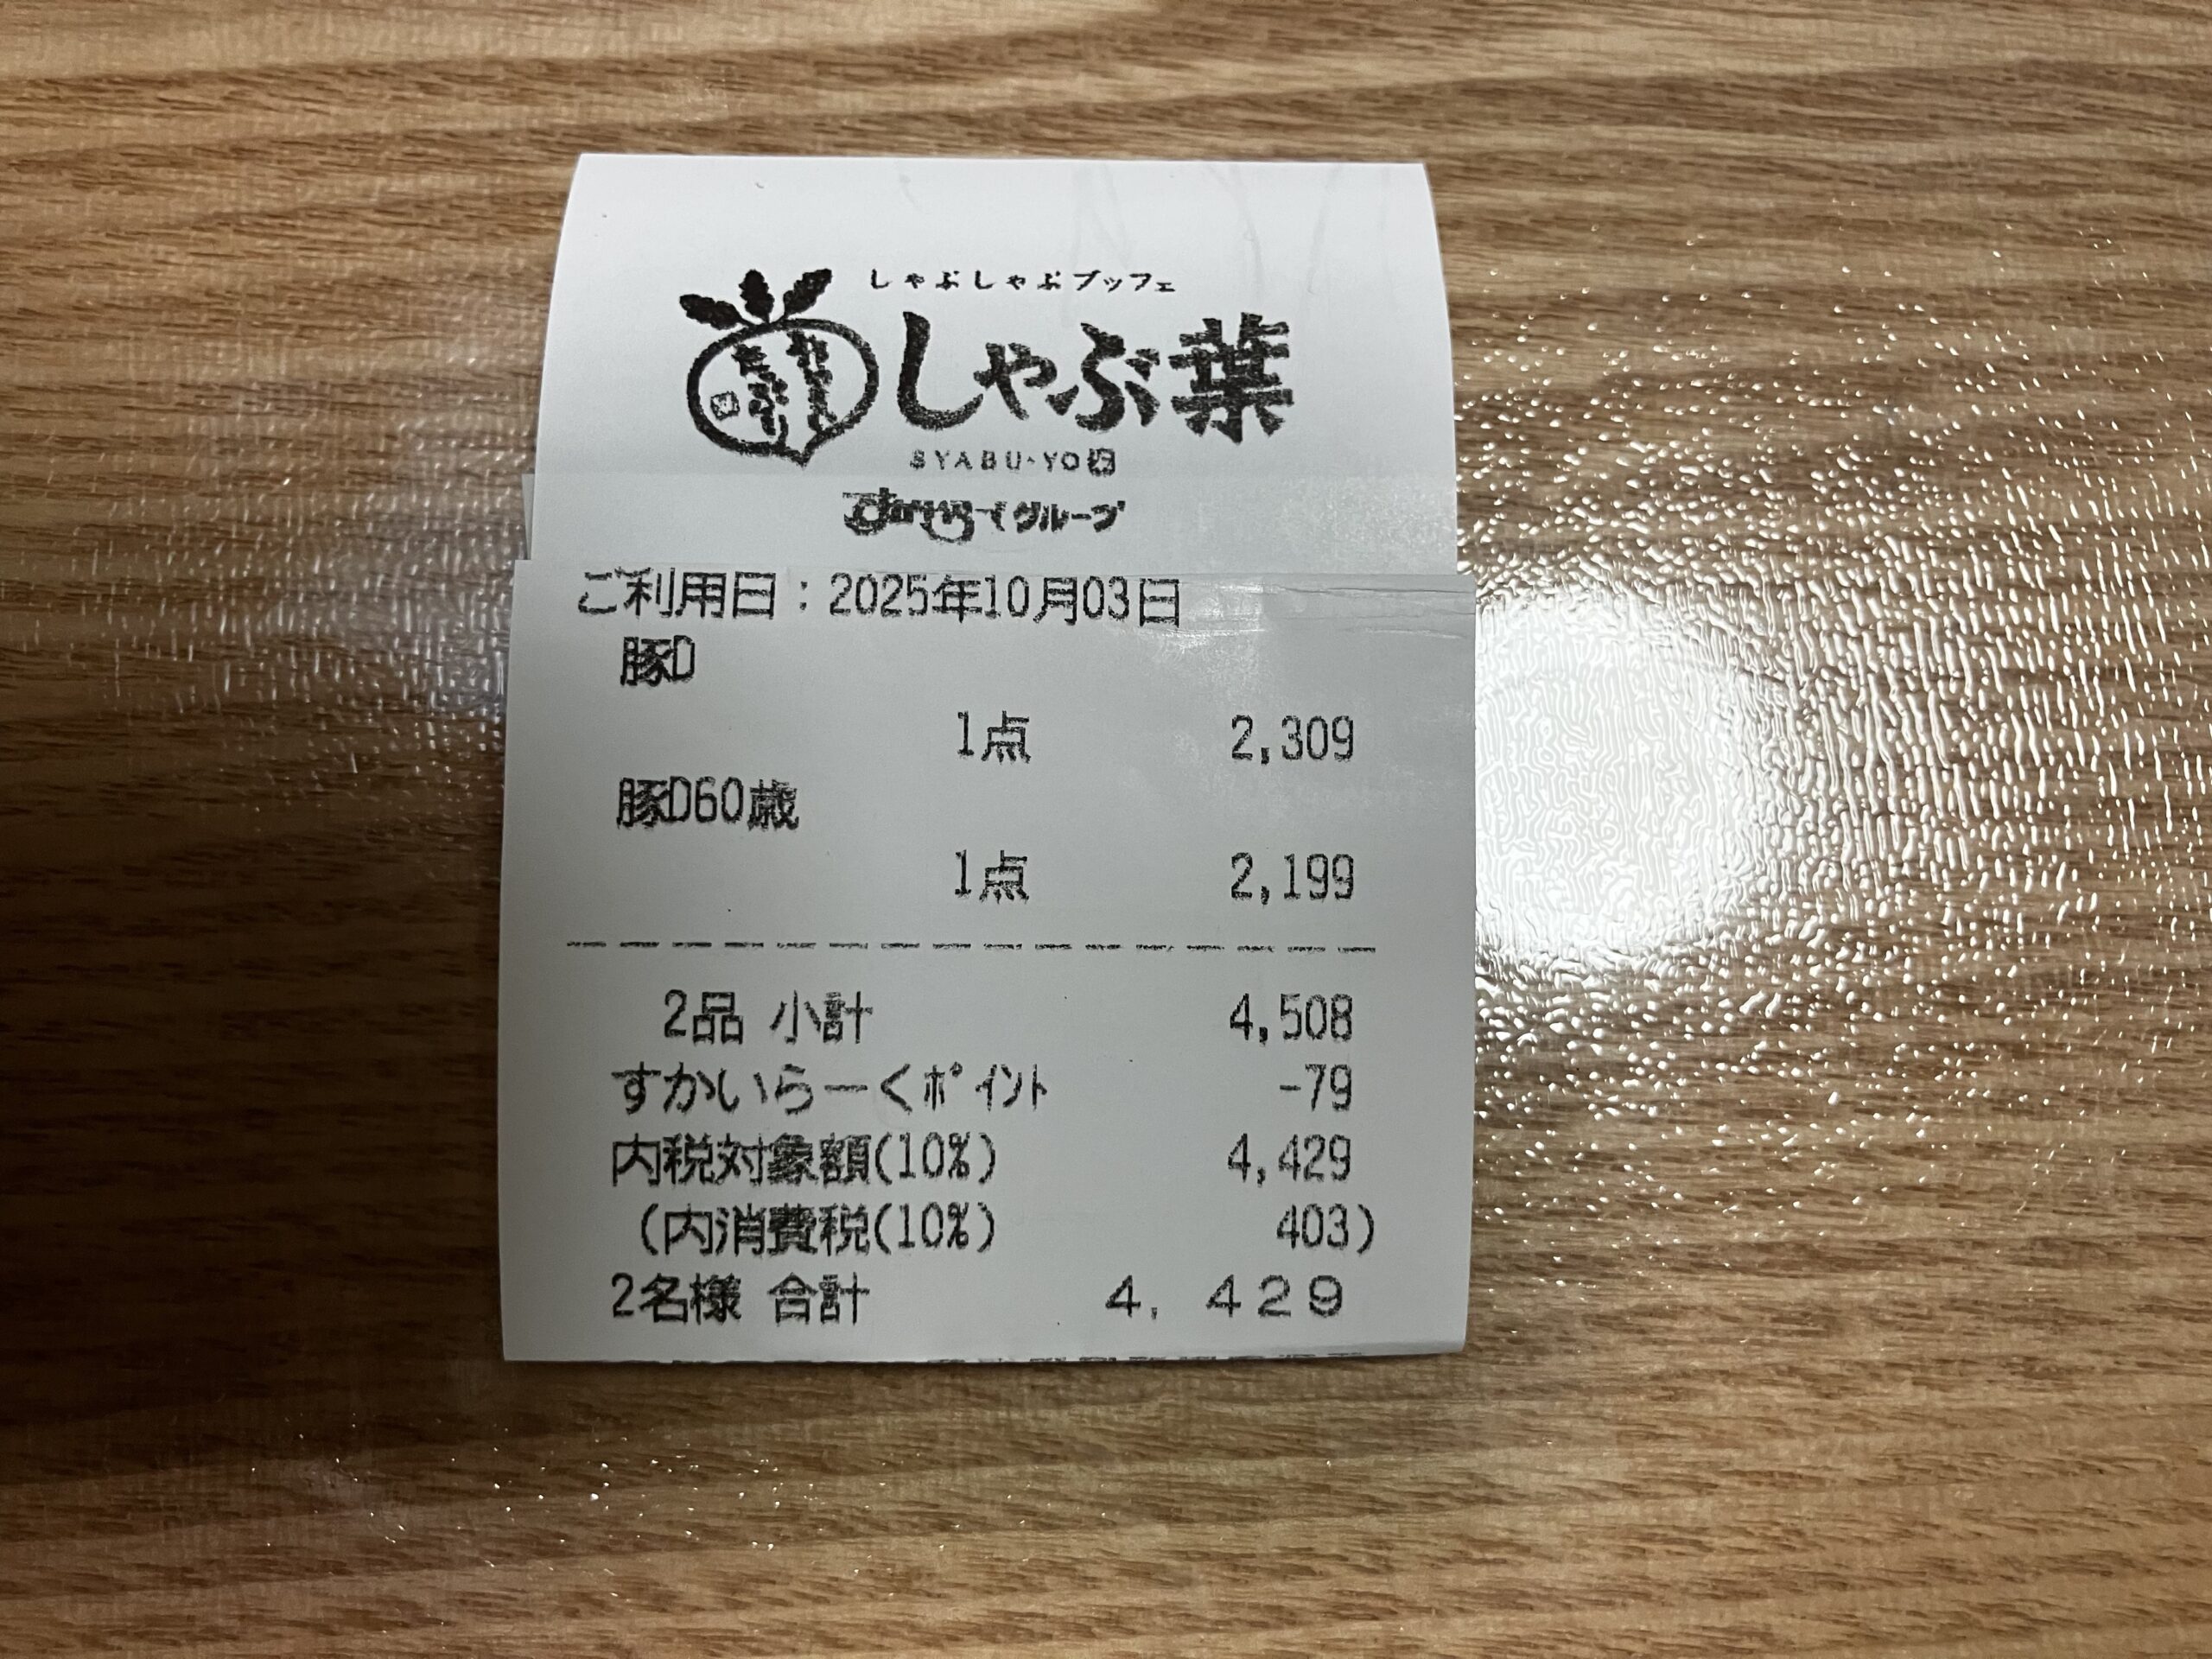 しゃぶしゃぶブッフェ
しゃぶ葉
SYABU-YO
すかいらーくグループ
ご利用日:2025年10月03日
豚D
1点 2,309
豚D60歳
1点 2,199
2品 小計 4,508
すかいらーくポイント -79
内税対象額(10%) 4,429
(内消費税(10%) 403)
2名様 合計 4,429